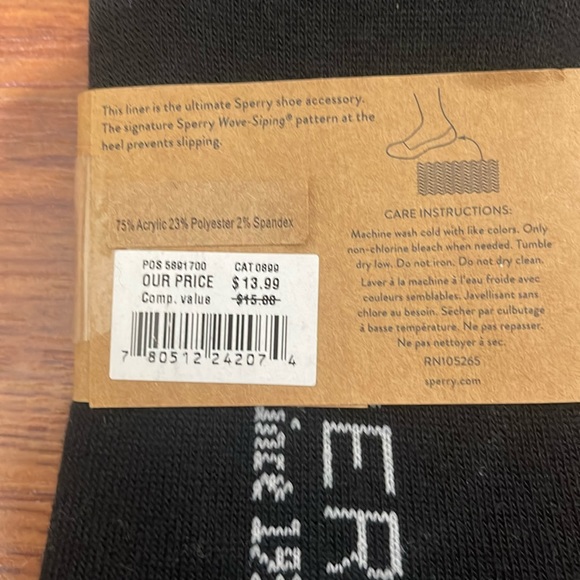 This liner is the ultimate Sperry shoe accessory.
The signature Sperry Wave-Siping® pattern at the
heel prevents slipping.
75% Acrylic 23% Polyester 2% Spandex
POS 5891700 CAT 0899
OUR PRICE $13.99
Comp. value $15.00
7 80512 24207 4
CARE INSTRUCTIONS:
Machine wash cold with like colors. Only
non-chlorine bleach when needed. Tumble
dry low. Do not iron. Do not dry clean.
Laver à la machine à l'eau froide avec
couleurs semblables. Javellisant sans
chlore au besoin. Sécher par culbutage
à basse température. Ne pas repasser.
Ne pas nettoyer à sec.
RN105265
sperry.com
ER
ince 19